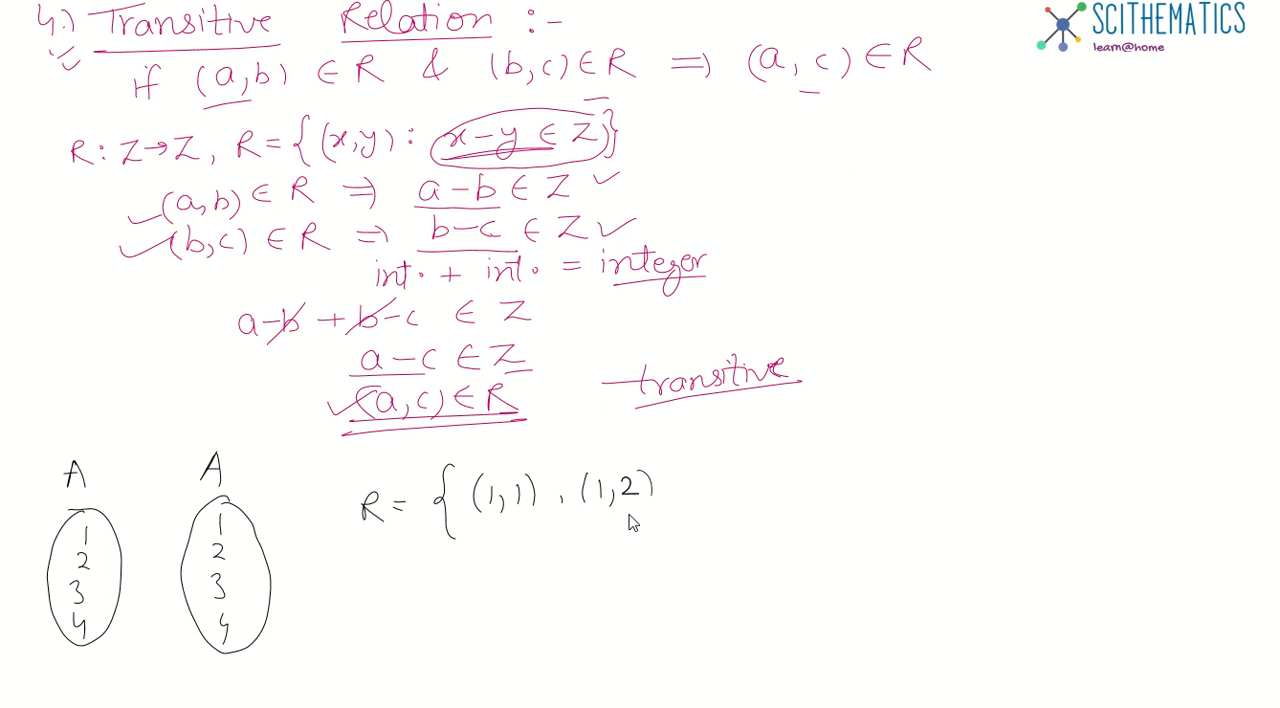 4.) Transitive Relation :-
SCITHEMATICS
learn@home
if (a,b) ∈ R & (b,c) ∈ R => (a, c) ∈ R
R : Z→Z, R = {(x,y) : x-y ∈ Z}
(a,b) ∈ R => a-b ∈ Z
(b,c) ∈ R => b-c ∈ Z
int. + int. = integer
a-b + b-c ∈ Z
a-c ∈ Z
(a,c) ∈ R
transitive
A A
R = { (1,1) , (1,2)
1 1
2 2
3 3
4 4